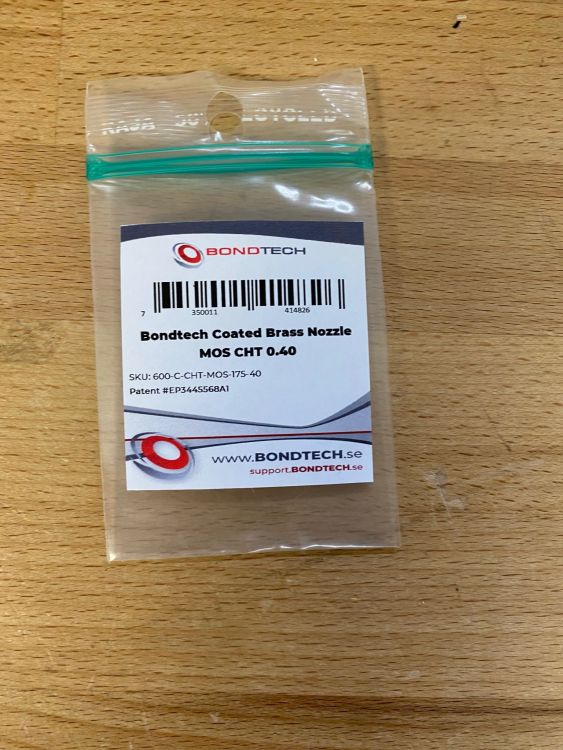 RAJA
BONDTECH
7 350011 414826
Bondtech Coated Brass Nozzle
MOS CHT 0.40
SKU: 600-C-CHT-MOS-175-40
Patent #EP3445568A1
www.BONDTECH.se
support.BONDTECH.se